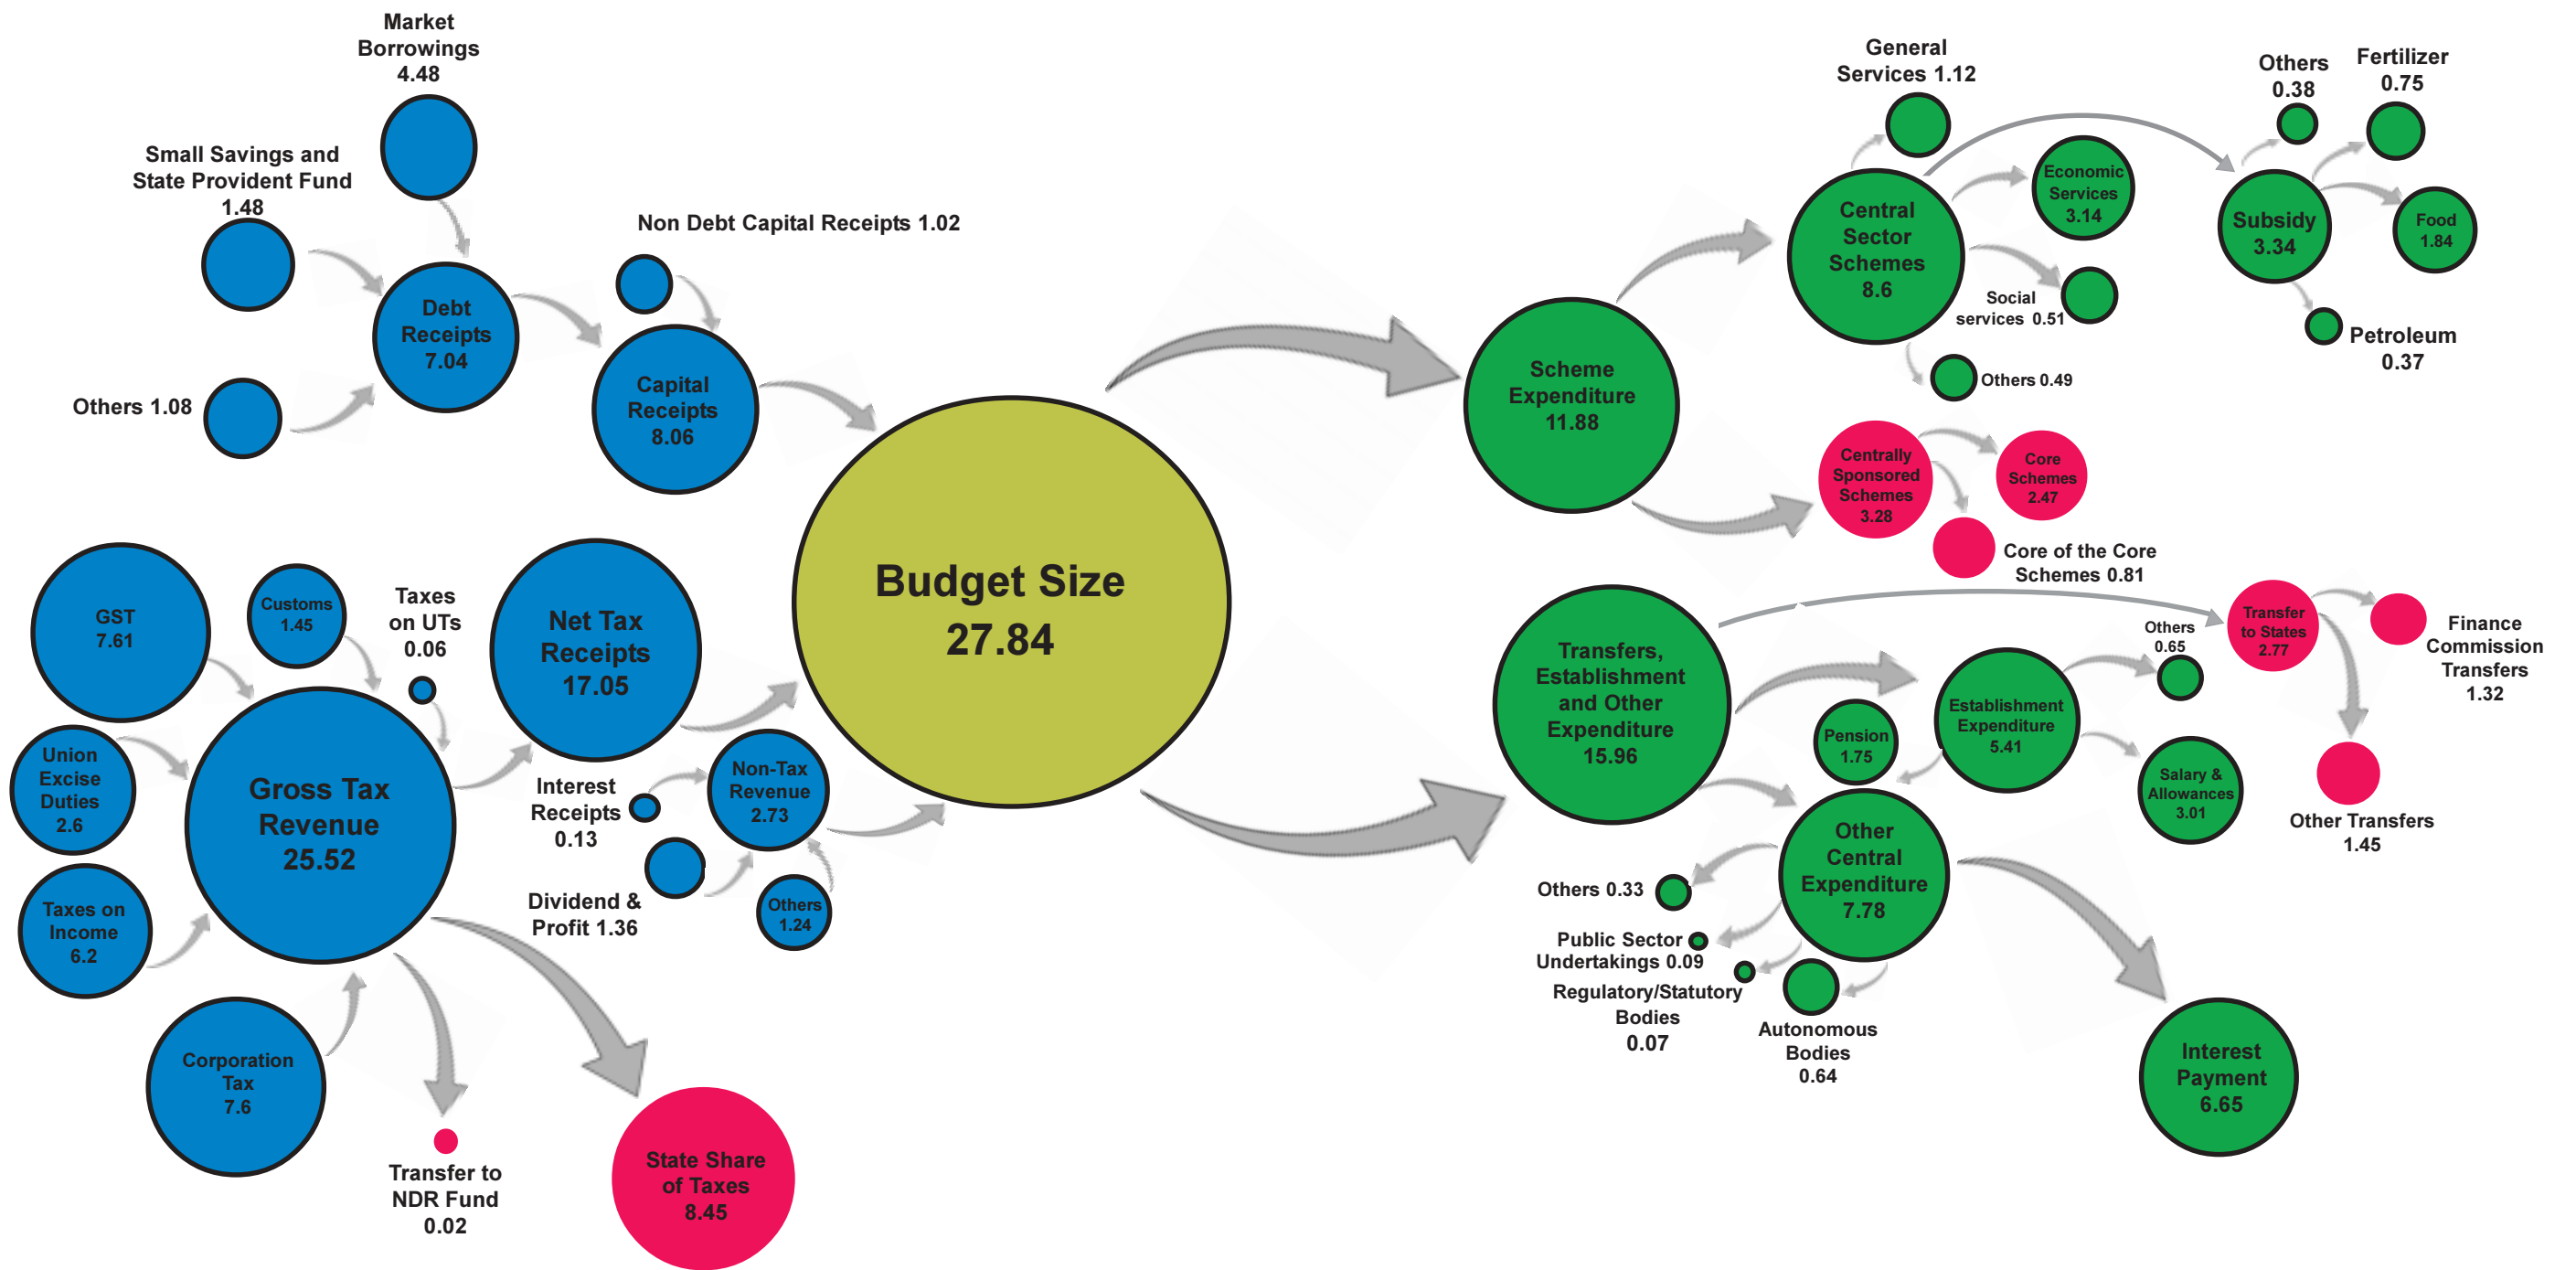 Market
Borrowings
4.48
Small Savings and
State Provident Fund
1.48
Others 1.08
Debt
Receipts
7.04
Non Debt Capital Receipts 1.02
Capital
Receipts
8.06
GST
7.61
Customs
1.45
Taxes
on UTs
0.06
Union
Excise
Duties
2.6
Taxes on
Income
6.2
Corporation
Tax
7.6
Gross Tax
Revenue
25.52
Transfer to
NDR Fund
0.02
State Share
of Taxes
8.45
Net Tax
Receipts
17.05
Interest
Receipts
0.13
Dividend &
Profit 1.36
Others
1.24
Non-Tax
Revenue
2.73
Budget Size
27.84
Scheme
Expenditure
11.88
Central
Sector
Schemes
8.6
General
Services 1.12
Economic
Services
3.14
Social
services 0.51
Others 0.49
Subsidy
3.34
Others
0.38
Fertilizer
0.75
Food
1.84
Petroleum
0.37
Centrally
Sponsored
Schemes
3.28
Core
Schemes
2.47
Core of the Core
Schemes 0.81
Transfers,
Establishment
and Other
Expenditure
15.96
Transfer
to States
2.77
Finance
Commission
Transfers
1.32
Other Transfers
1.45
Establishment
Expenditure
5.41
Others
0.65
Salary &
Allowances
3.01
Pension
1.75
Other
Central
Expenditure
7.78
Others 0.33
Public Sector
Undertakings 0.09
Regulatory/Statutory
Bodies
0.07
Autonomous
Bodies
0.64
Interest
Payment
6.65